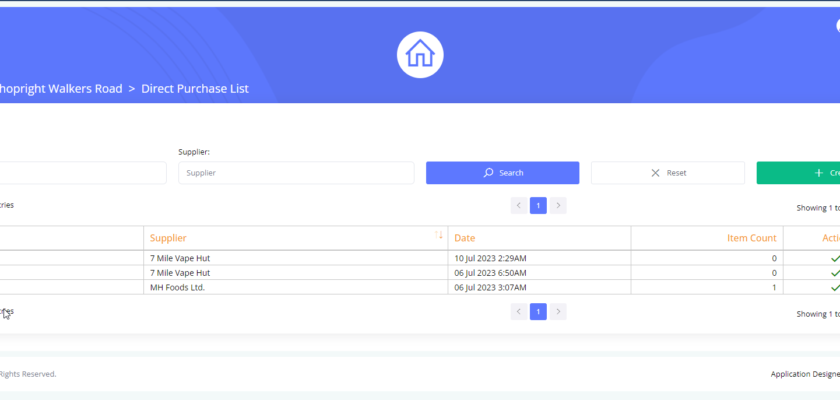 hopright Walkers Road > Direct Purchase List
Supplier:
Supplier
Search
Reset
+ Cre
ries
< 1 >
Showing 1 to
Supplier Date Item Count Acti
7 Mile Vape Hut 10 Jul 2023 2:29AM 0
7 Mile Vape Hut 06 Jul 2023 6:50AM 0
MH Foods Ltd. 06 Jul 2023 3:07AM 1
< 1 >
Showing 1 to
Rights Reserved.
Application Designe